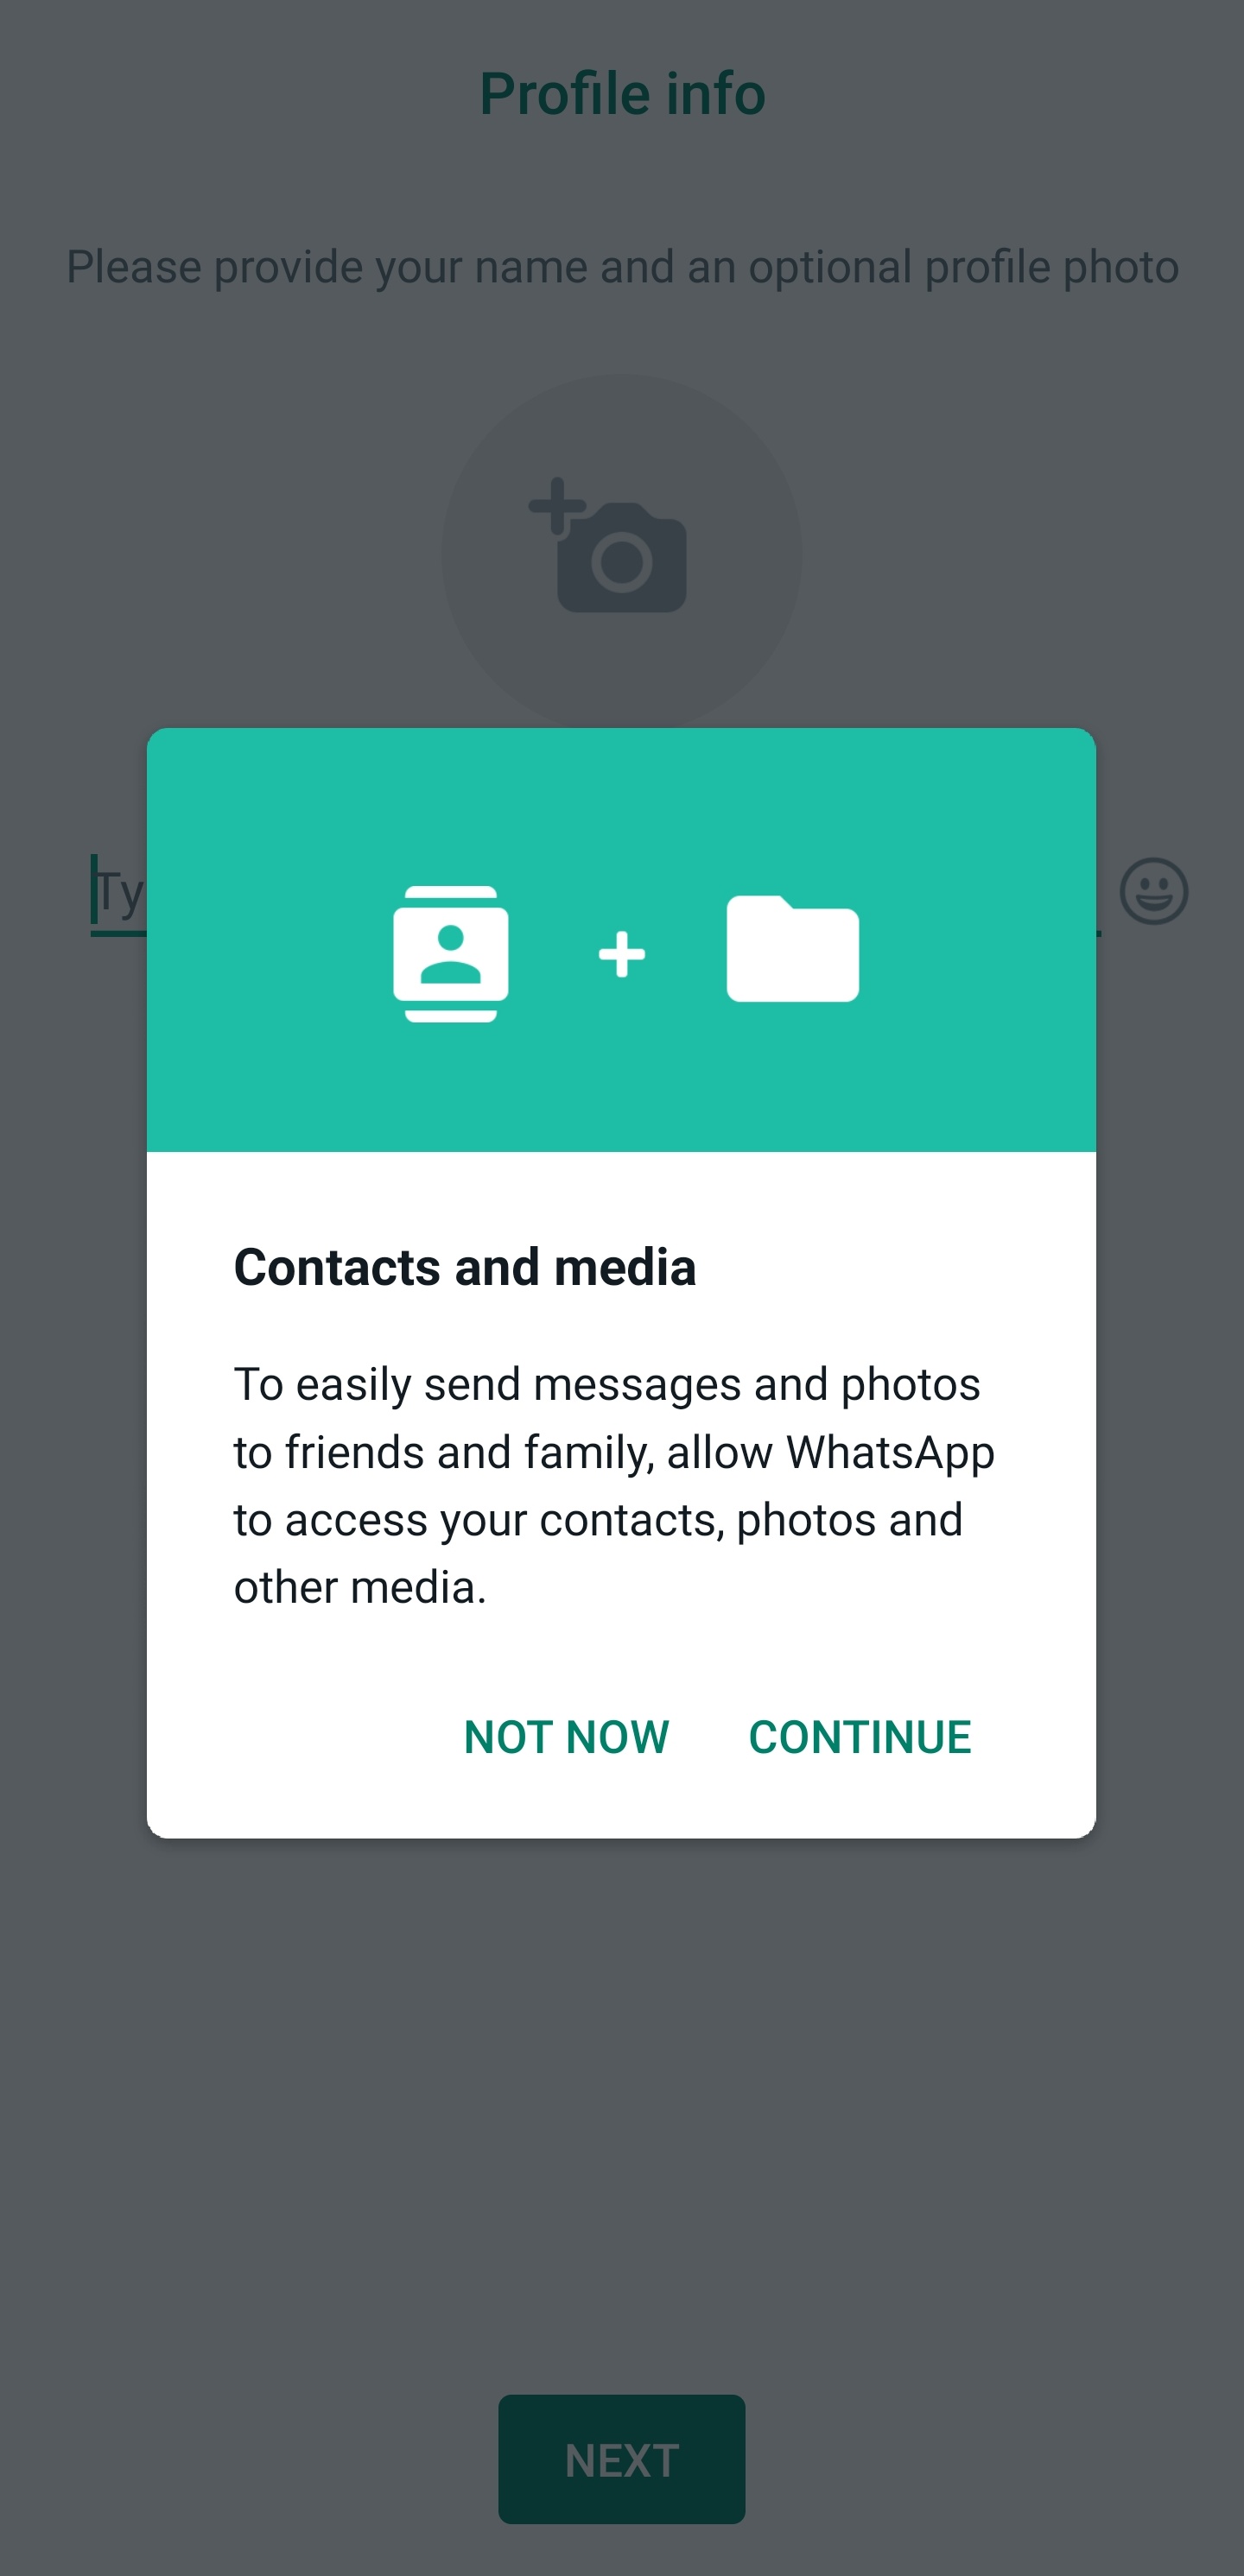 Profile info
Please provide your name and an optional profile photo
Ty
Contacts and media
To easily send messages and photos
to friends and family, allow WhatsApp
to access your contacts, photos and
other media.
NOT NOW CONTINUE
NEXT